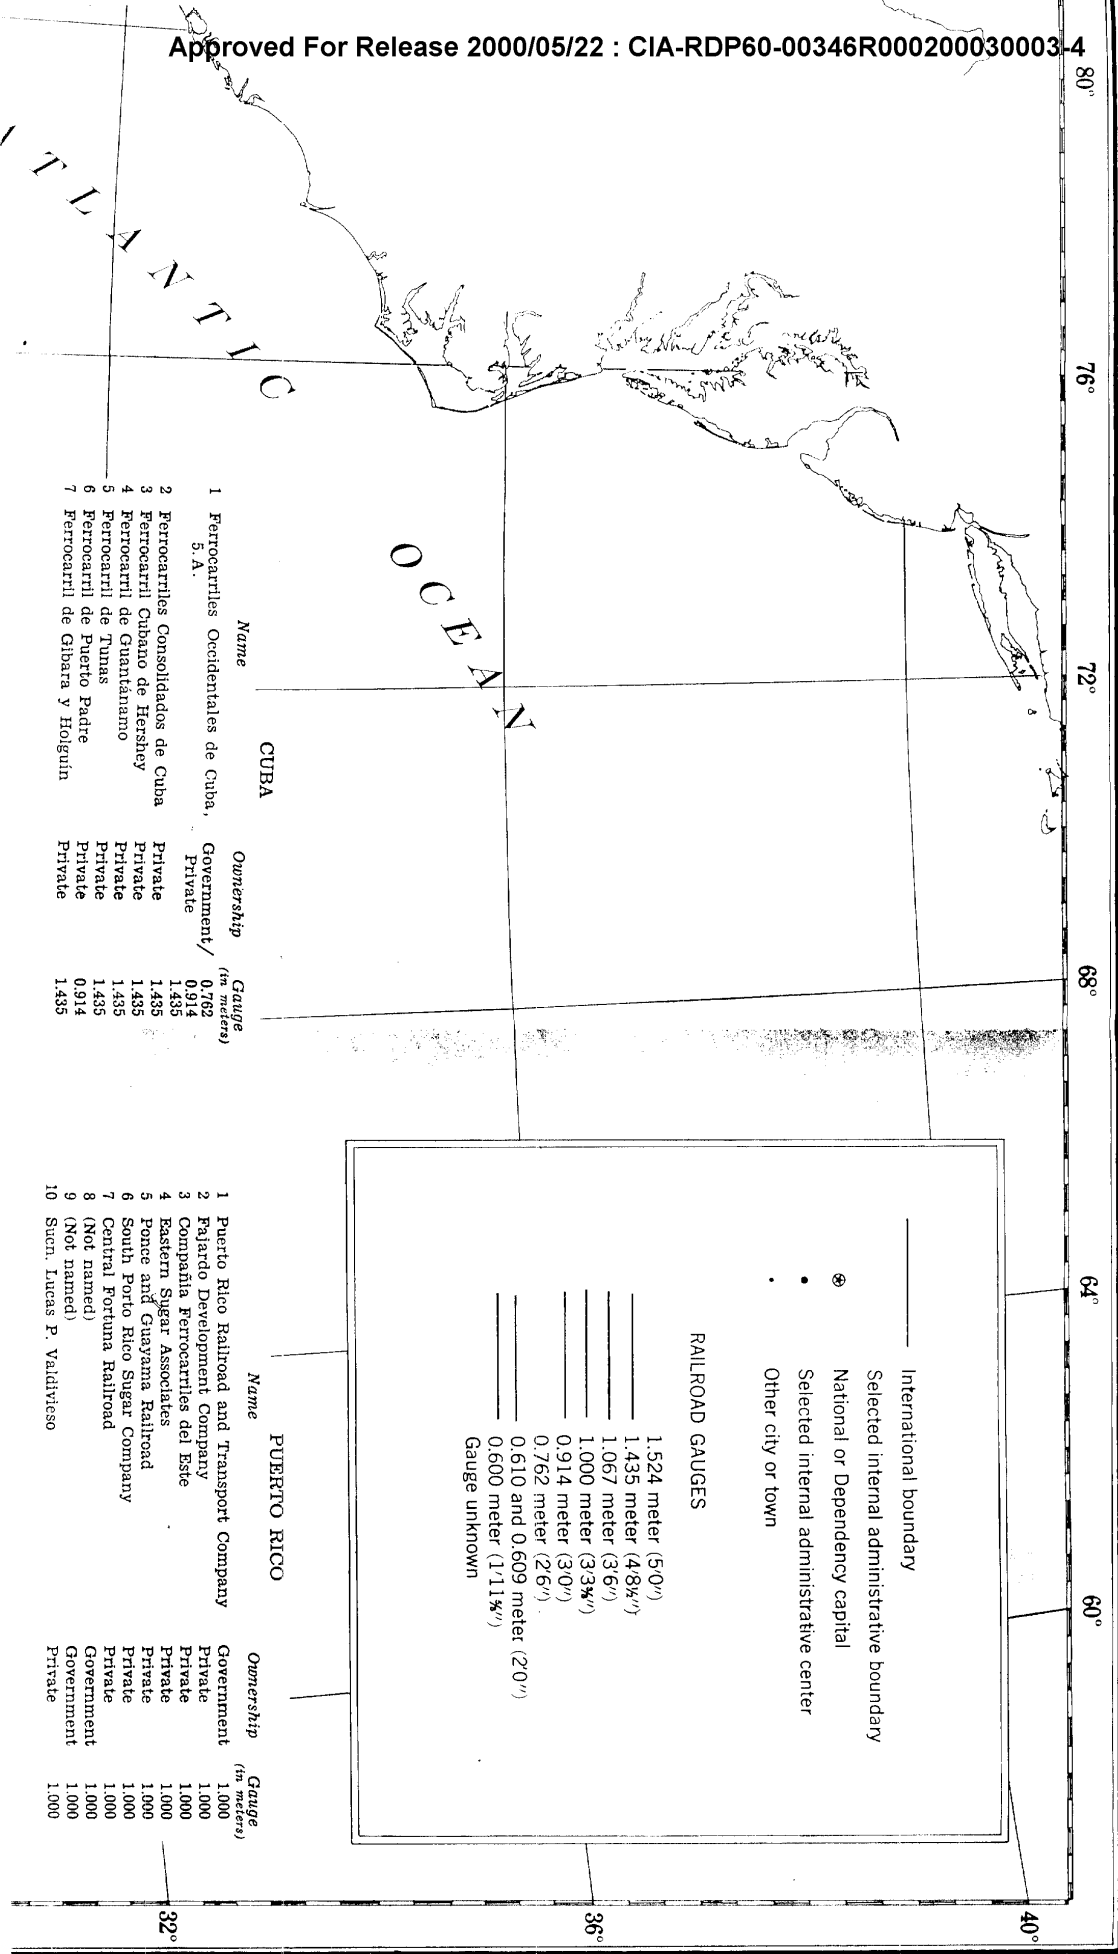 Approved For Release 2000/05/22 : CIA-RDP60-00346R000200030003-4
80°
76°
72°
68°
64°
60°
40°
36°
32°
TLANTIC
OCEAN
International boundary
Selected internal administrative boundary
National or Dependency capital
Selected internal administrative center
Other city or town
RAILROAD GAUGES
1.524 meter (5'0")
1.435 meter (4'8½")
1.067 meter (3'6")
1.000 meter (3'3⅜")
0.914 meter (3'0")
0.762 meter (2'6")
0.610 and 0.609 meter (2'0")
0.600 meter (1'11⅝")
Gauge unknown
CUBA
Name Ownership Gauge (in meters)
1 Ferrocarriles Occidentales de Cuba, Government/ 0.762
5.A. Private 0.914
1.435
2 Ferrocarriles Consolidados de Cuba Private 1.435
3 Ferrocarril Cubano de Hershey Private 1.435
4 Ferrocarril de Guantánamo Private 1.435
5 Ferrocarril de Tunas Private 1.435
6 Ferrocarril de Puerto Padre Private 0.914
7 Ferrocarril de Gibara y Holguín Private 1.435
PUERTO RICO
Name Ownership Gauge (in meters)
1 Puerto Rico Railroad and Transport Company Government 1.000
2 Fajardo Development Company Private 1.000
3 Compañia Ferrocarriles del Este Private 1.000
4 Eastern Sugar Associates Private 1.000
5 Ponce and Guayama Railroad Private 1.000
6 South Porto Rico Sugar Company Private 1.000
7 Central Fortuna Railroad Private 1.000
8 (Not named) Government 1.000
9 (Not named) Government 1.000
10 Sucn. Lucas P. Valdivieso Private 1.000